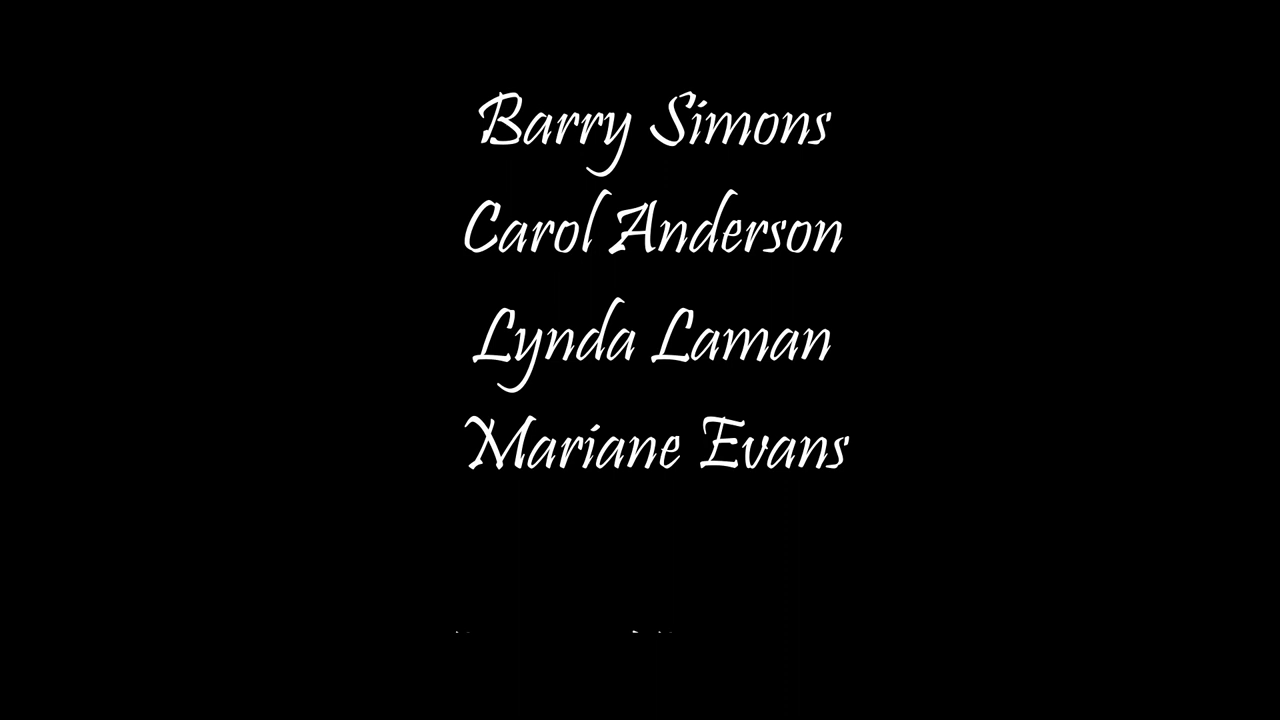 Barry Simons
Carol Anderson
Lynda Laman
Mariane Evans